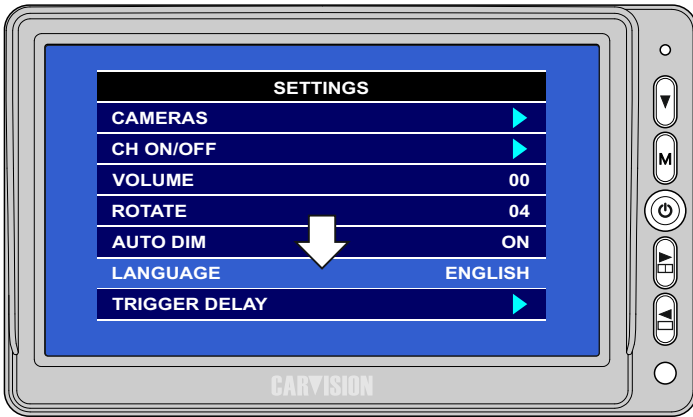 SETTINGS
CAMERAS
CH ON/OFF
VOLUME 00
ROTATE 04
AUTO DIM ON
LANGUAGE ENGLISH
TRIGGER DELAY
M
CARVISION